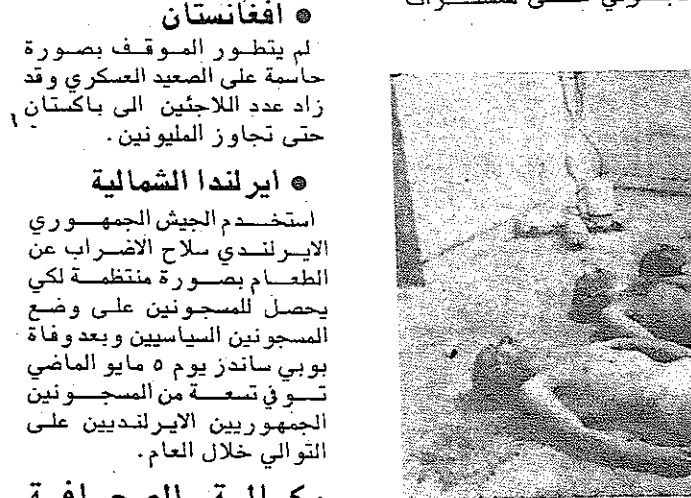 • افغانستان
لم يتطور الموقف بصورة
حاسمة على الصعيد العسكري وقد
زاد عدد اللاجئين الى باكستان
حتى تجاوز المليونين.
• ايرلندا الشمالية
استخدم الجيش الجمهوري
الايرلندي سلاح الاضراب عن
الطعام بصورة منتظمة لكي
يحصل للمسجونين على وضع
المسجونين السياسيين وبعد وفاة
بوبي ساندز يوم ٥ مايو الماضي
توفي تسعة من المسجونين
الجمهوريين الايرلنديين على
التوالي خلال العام.